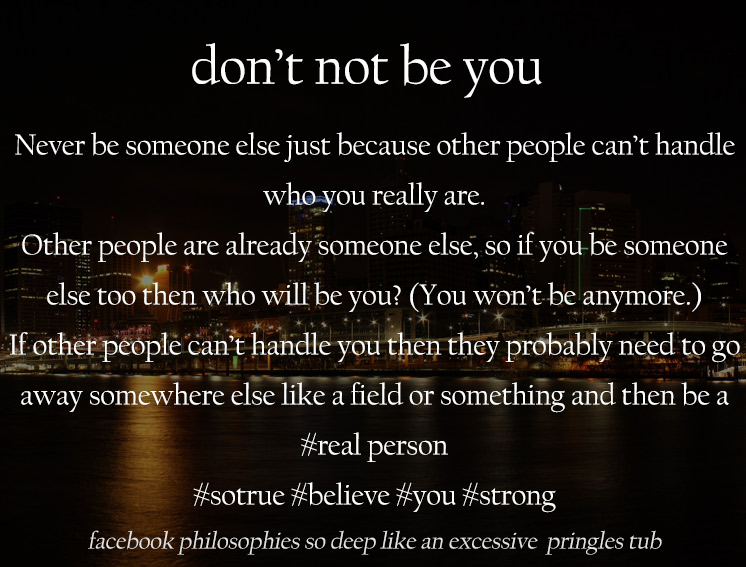 don't not be you
Never be someone else just because other people can't handle
who you really are.
Other people are already someone else, so if you be someone
else too then who will be you? (You won't be anymore.)
If other people can't handle you then they probably need to go
away somewhere else like a field or something and then be a
#real person
#sotrue #believe #you #strong
facebook philosophies so deep like an excessive pringles tub